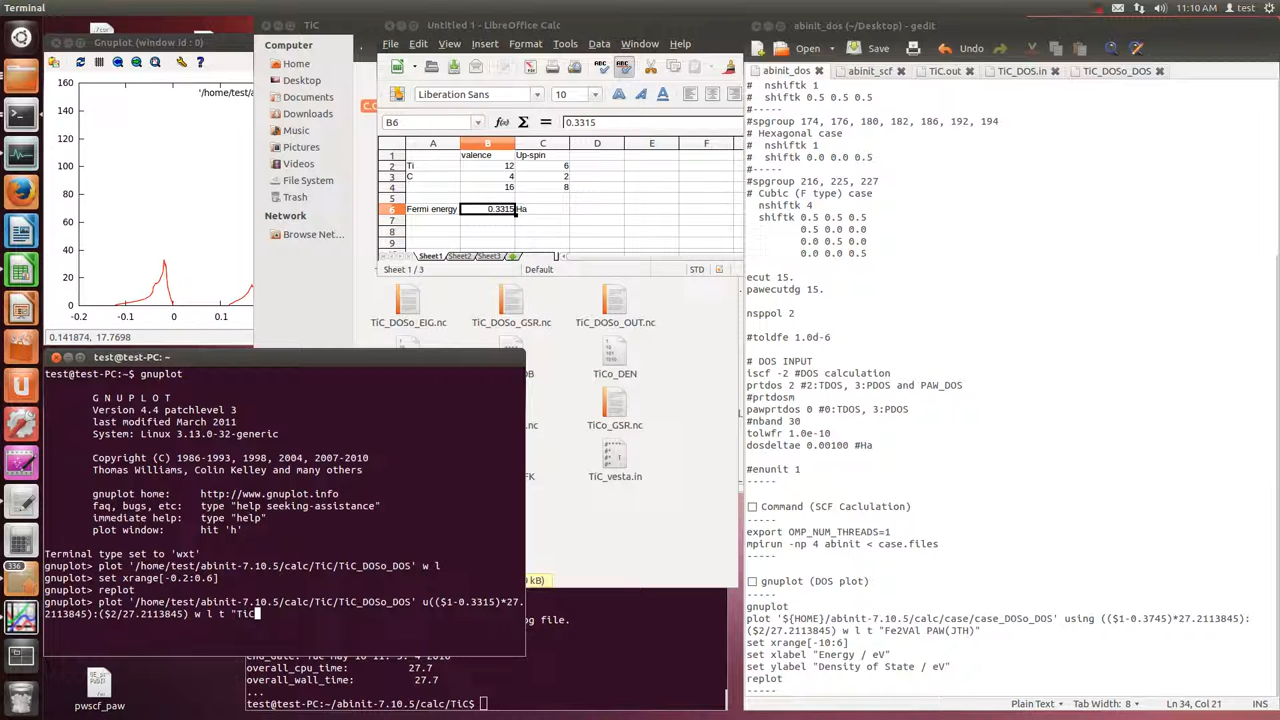 Terminal
11:10 AM
test
Gnuplot (window id : 0)
160
140
120
100
80
60
40
20
0
-0.2
-0.1
0
0.1
'/home/test/
0.141874, 17.7698
TiC
Computer
Home
Desktop
Documents
Downloads
Music
Pictures
Videos
File System
Trash
Network
Browse Net...
Untitled 1 - LibreOffice Calc
File Edit View Insert Format Tools Data Window Help
Liberation Sans
10
B6
0.3315
A B C D E F
1 valence Up-spin
2 Ti 12 6
3 C 4 2
4 16 8
5
6 Fermi energy 0.3315 Ha
7
8
9
Sheet1 Sheet2 Sheet3
Sheet 1 / 3
Default
STD
TiC_DOSo_EIG.nc
TiC_DOSo_GSR.nc
TiC_DOSo_OUT.nc
TiCo_DEN
TiCo_GSR.nc
TiC_vesta.in
test@test-PC: ~
test@test-PC:~$ gnuplot
G N U P L O T
Version 4.4 patchlevel 3
last modified March 2011
System: Linux 3.13.0-32-generic
Copyright (C) 1986-1993, 1998, 2004, 2007-2010
Thomas Williams, Colin Kelley and many others
gnuplot home: http://www.gnuplot.info
faq, bugs, etc: type "help seeking-assistance"
immediate help: type "help"
plot window: hit 'h'
Terminal type set to 'wxt'
gnuplot> plot '/home/test/abinit-7.10.5/calc/TiC/TiC_DOSo_DOS' w l
gnuplot> set xrange[-0.2:0.6]
gnuplot> replot
gnuplot> plot '/home/test/abinit-7.10.5/calc/TiC/TiC_DOSo_DOS' u(($1-0.3315)*27.
2113845):($2/27.2113845) w l t "TiC
og file.
overall_cpu_time: 27.7
overall_wall_time: 27.7
...
test@test-PC:~/abinit-7.10.5/calc/TiC$
pwscf_paw
336
abinit_dos (~/Desktop) - gedit
Open Save Undo
abinit_dos
abinit_scf
TiC.out
TiC_DOS.in
TiC_DOSo_DOS
# nshiftk 1
# shiftk 0.5 0.5 0.5
#-----
#spgroup 174, 176, 180, 182, 186, 192, 194
# Hexagonal case
# nshiftk 1
# shiftk 0.0 0.0 0.5
#-----
#spgroup 216, 225, 227
# Cubic (F type) case
nshiftk 4
shiftk 0.5 0.5 0.5
0.5 0.0 0.0
0.0 0.5 0.0
0.0 0.0 0.5
ecut 15.
pawecutdg 15.
nsppol 2
#toldfe 1.0d-6
# DOS INPUT
iscf -2 #DOS calculation
prtdos 2 #2:TDOS, 3:PDOS and PAW_DOS
#prtdosm
pawprtdos 0 #0:TDOS, 3:PDOS
#nband 30
tolwfr 1.0e-10
dosdeltae 0.00100 #Ha
#enunit 1
-----
□ Command (SCF Caclulation)
-----
export OMP_NUM_THREADS=1
mpirun -np 4 abinit < case.files
-----
□ gnuplot (DOS plot)
-----
gnuplot
plot '${HOME}/abinit-7.10.5/calc/case/case_DOSo_DOS' using (($1-0.3745)*27.2113845):
($2/27.2113845) w l t "Fe2VAl PAW(JTH)"
set xrange[-10:6]
set xlabel "Energy / eV"
set ylabel "Density of State / eV"
replot
-----
Plain Text
Tab Width: 8
Ln 34, Col 21
INS